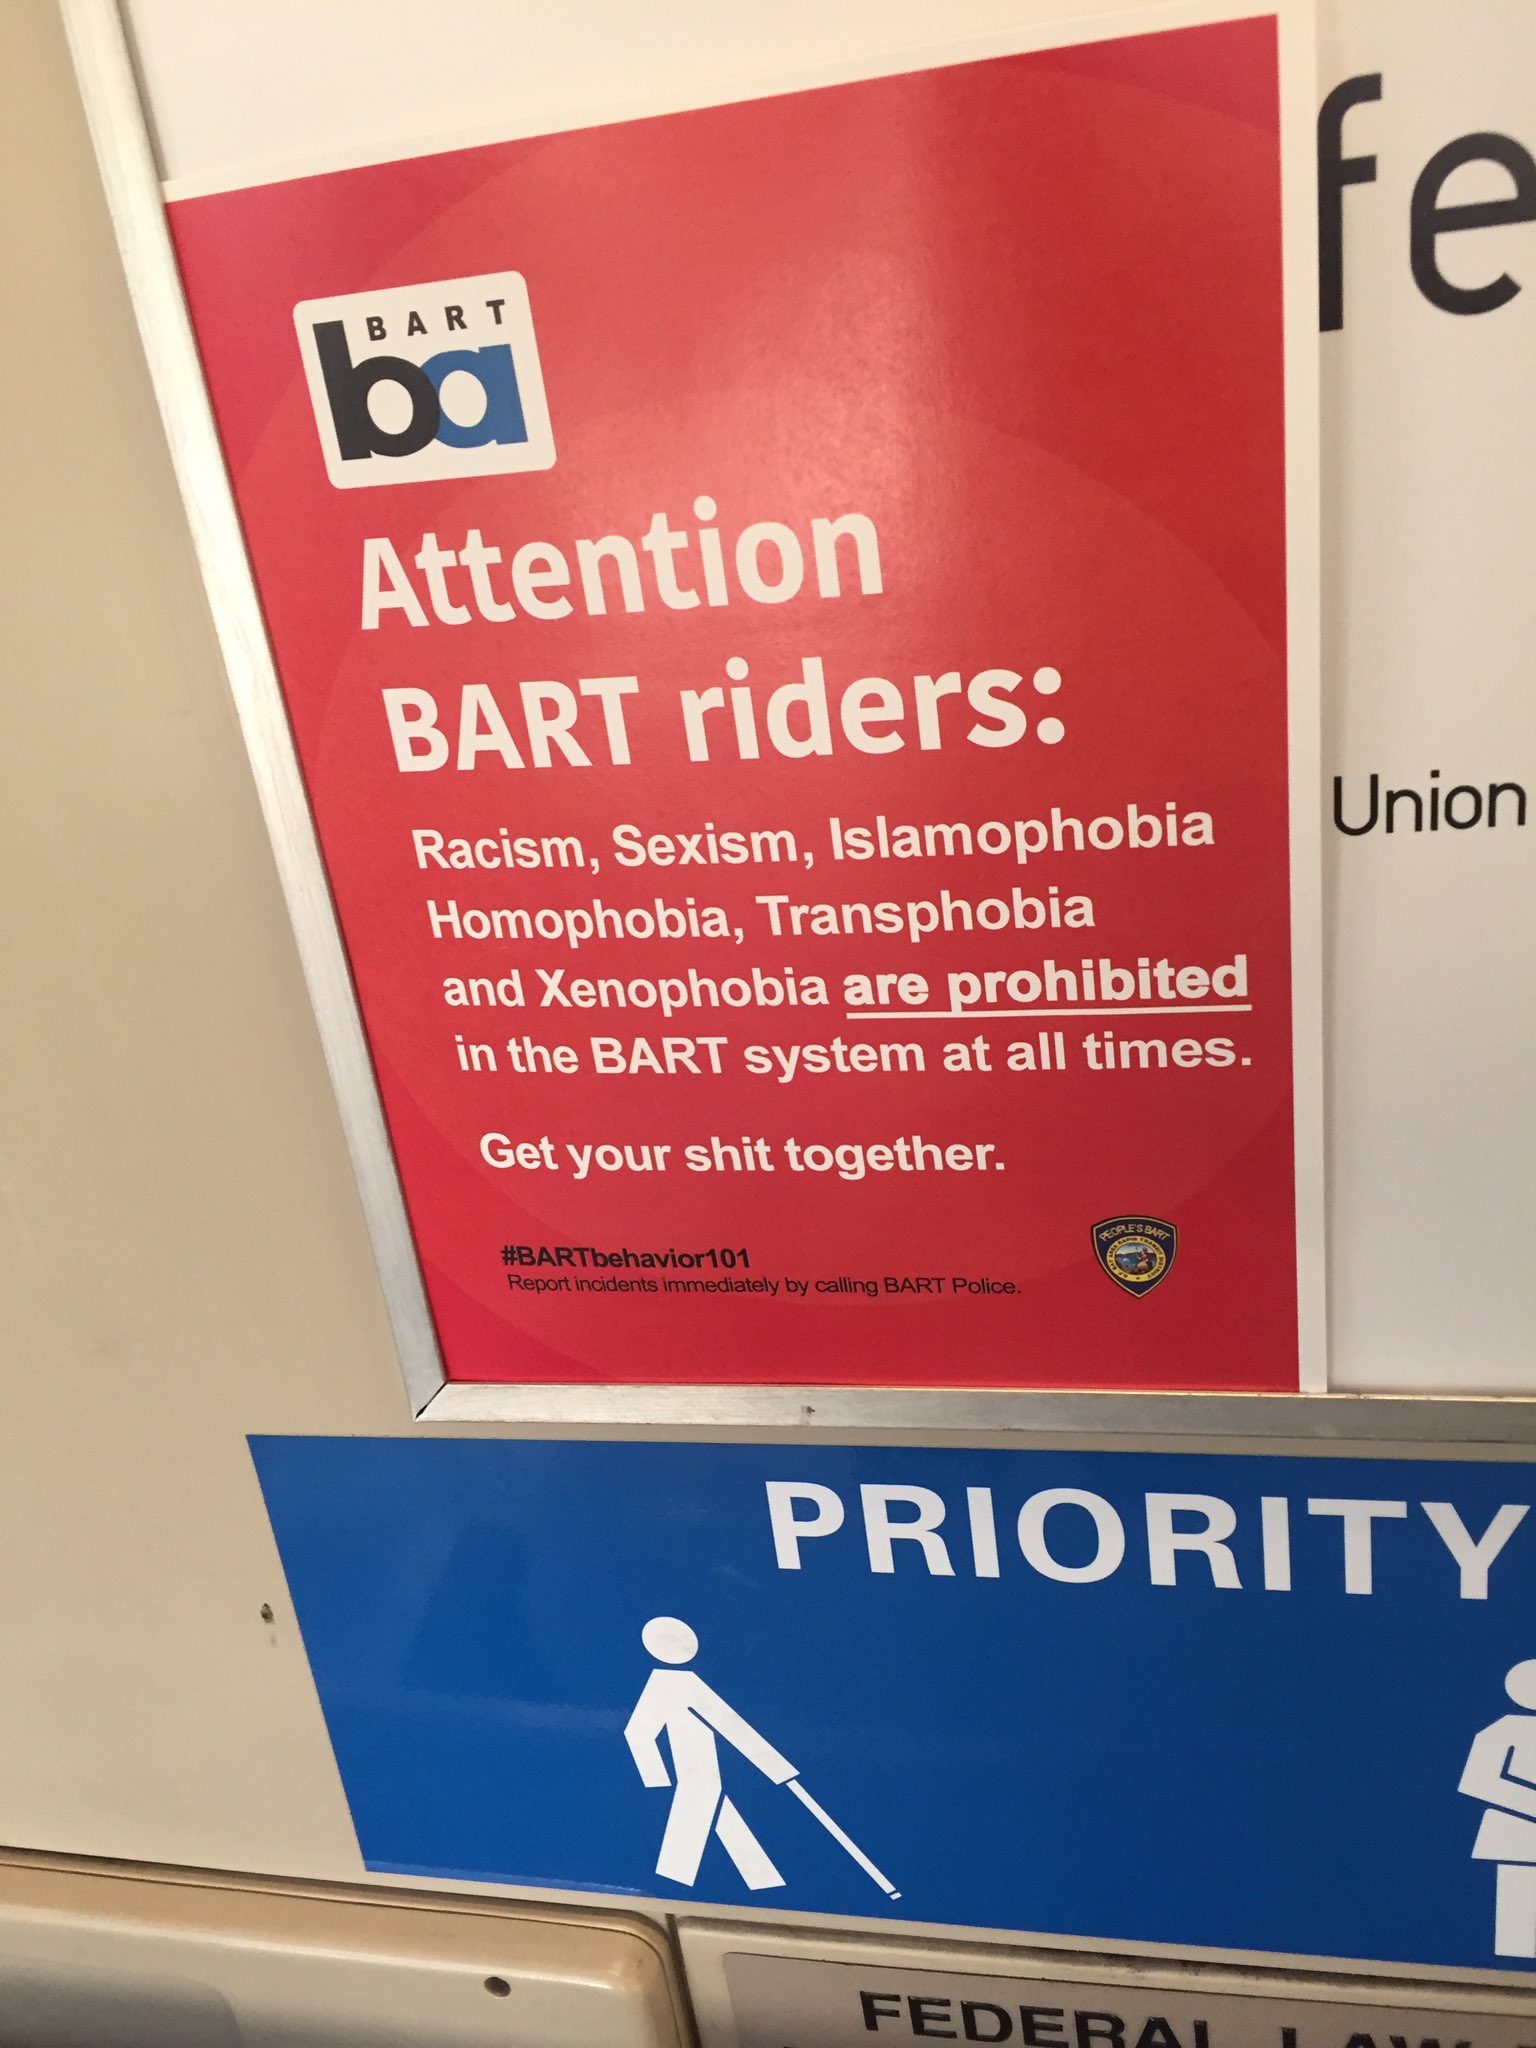 BART
ba
Attention
BART riders:
Racism, Sexism, Islamophobia
Homophobia, Transphobia
and Xenophobia are prohibited
in the BART system at all times.
Get your shit together.
#BARTbehavior101
Report incidents immediately by calling BART Police.
PEOPLE'S BART
fe
Union
PRIORITY
FEDERAL LAW